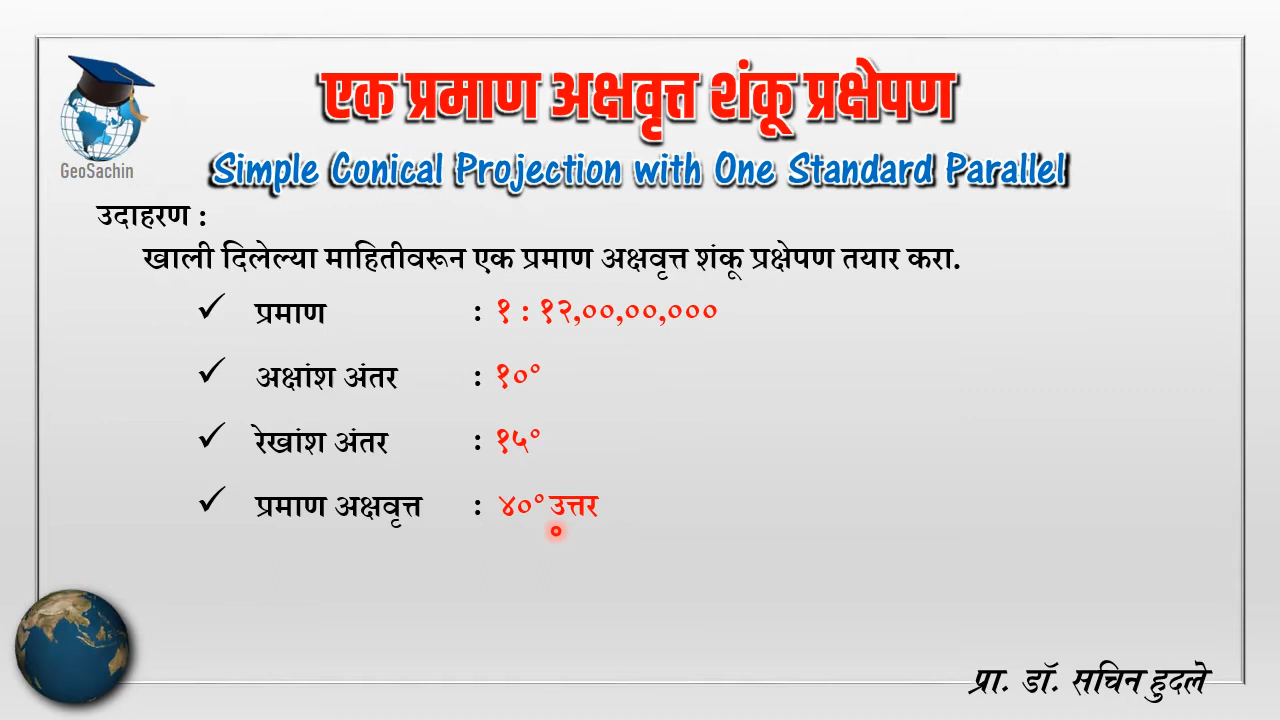 एक प्रमाण अक्षवृत्त शंकू प्रक्षेपण
GeoSachin
Simple Conical Projection with One Standard Parallel
उदाहरण :
खाली दिलेल्या माहितीवरून एक प्रमाण अक्षवृत्त शंकू प्रक्षेपण तयार करा.
✓ प्रमाण : १ : १२,००,००,०००
✓ अक्षांश अंतर : १०°
✓ रेखांश अंतर : १५°
✓ प्रमाण अक्षवृत्त : ४०° उत्तर
प्रा. डॉ. सचिन हुदले